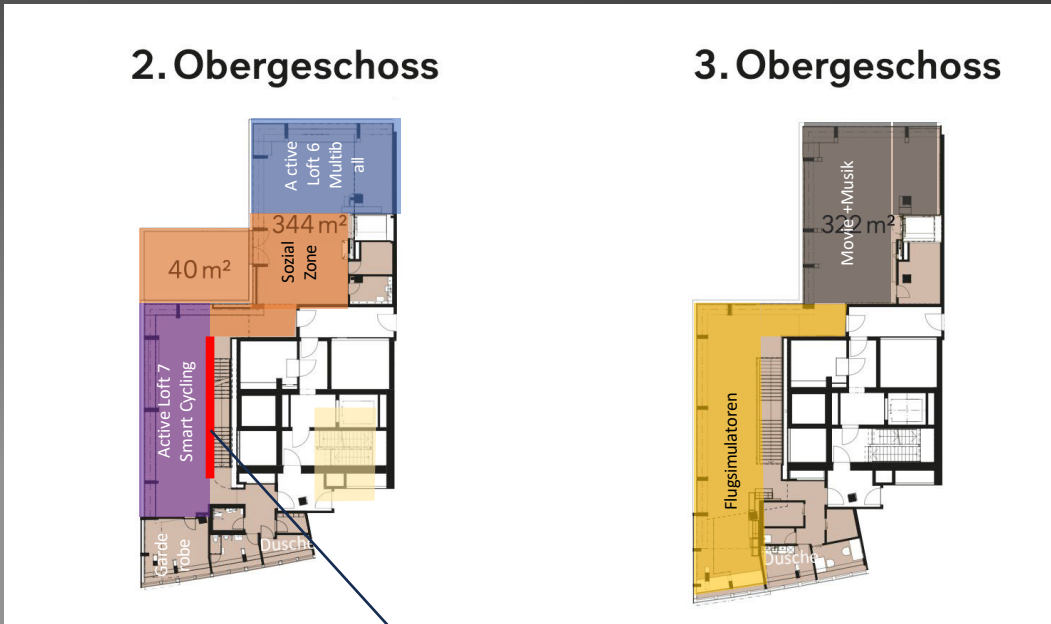 2. Obergeschoss
3. Obergeschoss
A ctive
Loft 6
Multib
all
344 m²
Sozial
Zone
40 m²
Active Loft 7
Smart Cycling
Garde
robe
Dusche
Movie +Musik
322 m²
Flugsimulatoren
Dusche